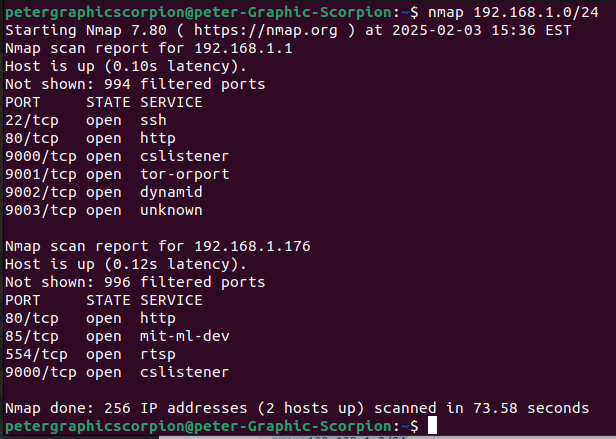 petergraphicscorpion@peter-Graphic-Scorpion:~$ nmap 192.168.1.0/24
Starting Nmap 7.80 ( https://nmap.org ) at 2025-02-03 15:36 EST
Nmap scan report for 192.168.1.1
Host is up (0.10s latency).
Not shown: 994 filtered ports
PORT     STATE SERVICE
22/tcp   open  ssh
80/tcp   open  http
9000/tcp open  cslistener
9001/tcp open  tor-orport
9002/tcp open  dynamid
9003/tcp open  unknown

Nmap scan report for 192.168.1.176
Host is up (0.12s latency).
Not shown: 996 filtered ports
PORT     STATE SERVICE
80/tcp   open  http
85/tcp   open  mit-ml-dev
554/tcp  open  rtsp
9000/tcp open  cslistener

Nmap done: 256 IP addresses (2 hosts up) scanned in 73.58 seconds
petergraphicscorpion@peter-Graphic-Scorpion:~$